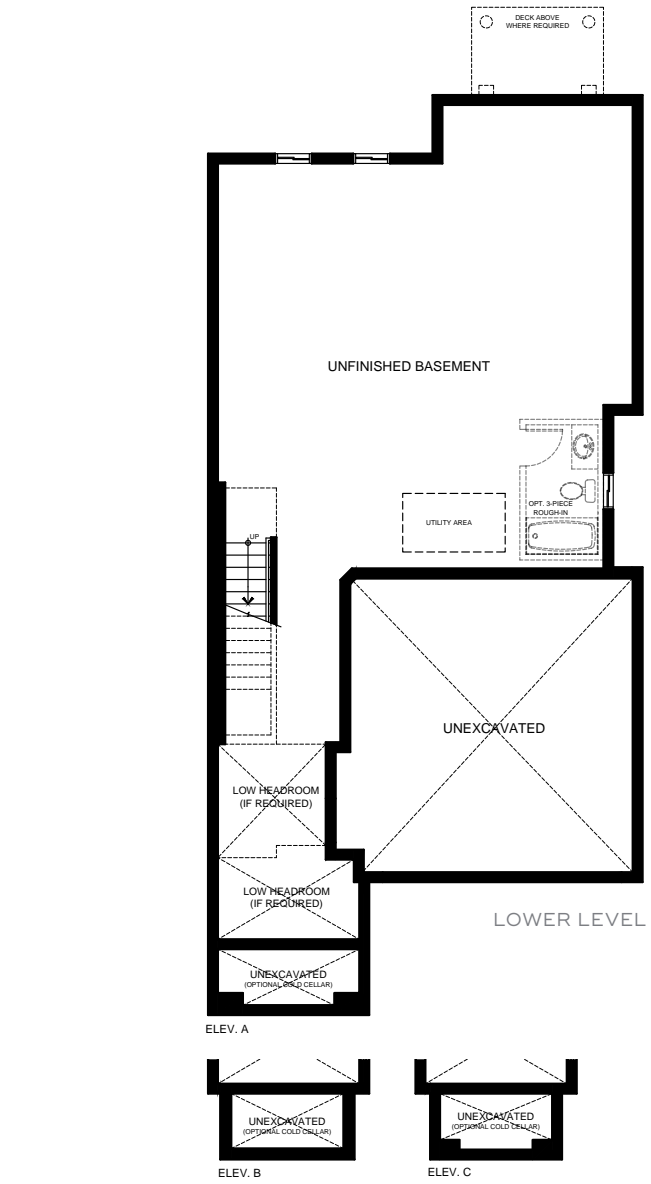 DECK ABOVE
WHERE REQUIRED
UNFINISHED BASEMENT
OPT. 3-PIECE
ROUGH-IN
UTILITY AREA
UP
UNEXCAVATED
LOW HEADROOM
(IF REQUIRED)
LOW HEADROOM
(IF REQUIRED)
LOWER LEVEL
UNEXCAVATED
(OPTIONAL COLD CELLAR)
ELEV. A
UNEXCAVATED
(OPTIONAL COLD CELLAR)
ELEV. B
UNEXCAVATED
(OPTIONAL COLD CELLAR)
ELEV. C